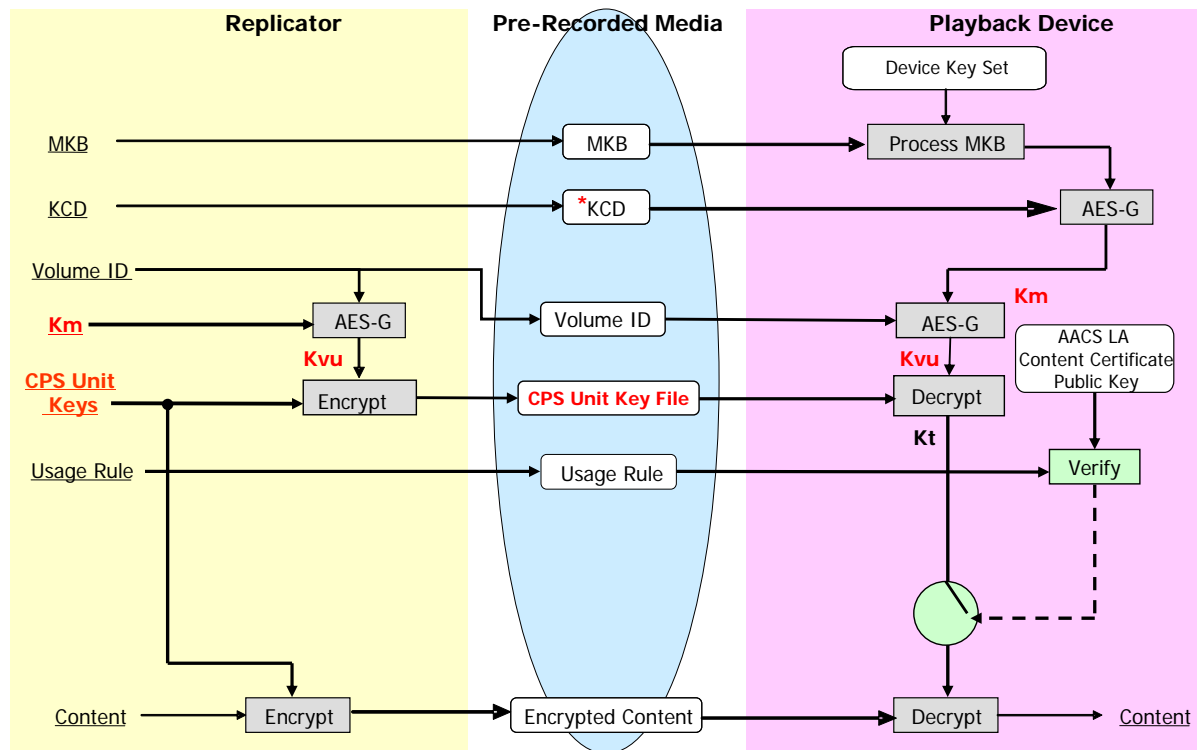 Replicator
Pre-Recorded Media
Playback Device
Device Key Set
MKB
MKB
Process MKB
KCD
*KCD
AES-G
Volume ID
Km
Km
AES-G
Volume ID
AES-G
Kvu
Kvu
AACS LA
Content Certificate
Public Key
CPS Unit
Keys
Encrypt
CPS Unit Key File
Decrypt
Kt
Usage Rule
Usage Rule
Verify
Content
Encrypt
Encrypted Content
Decrypt
Content